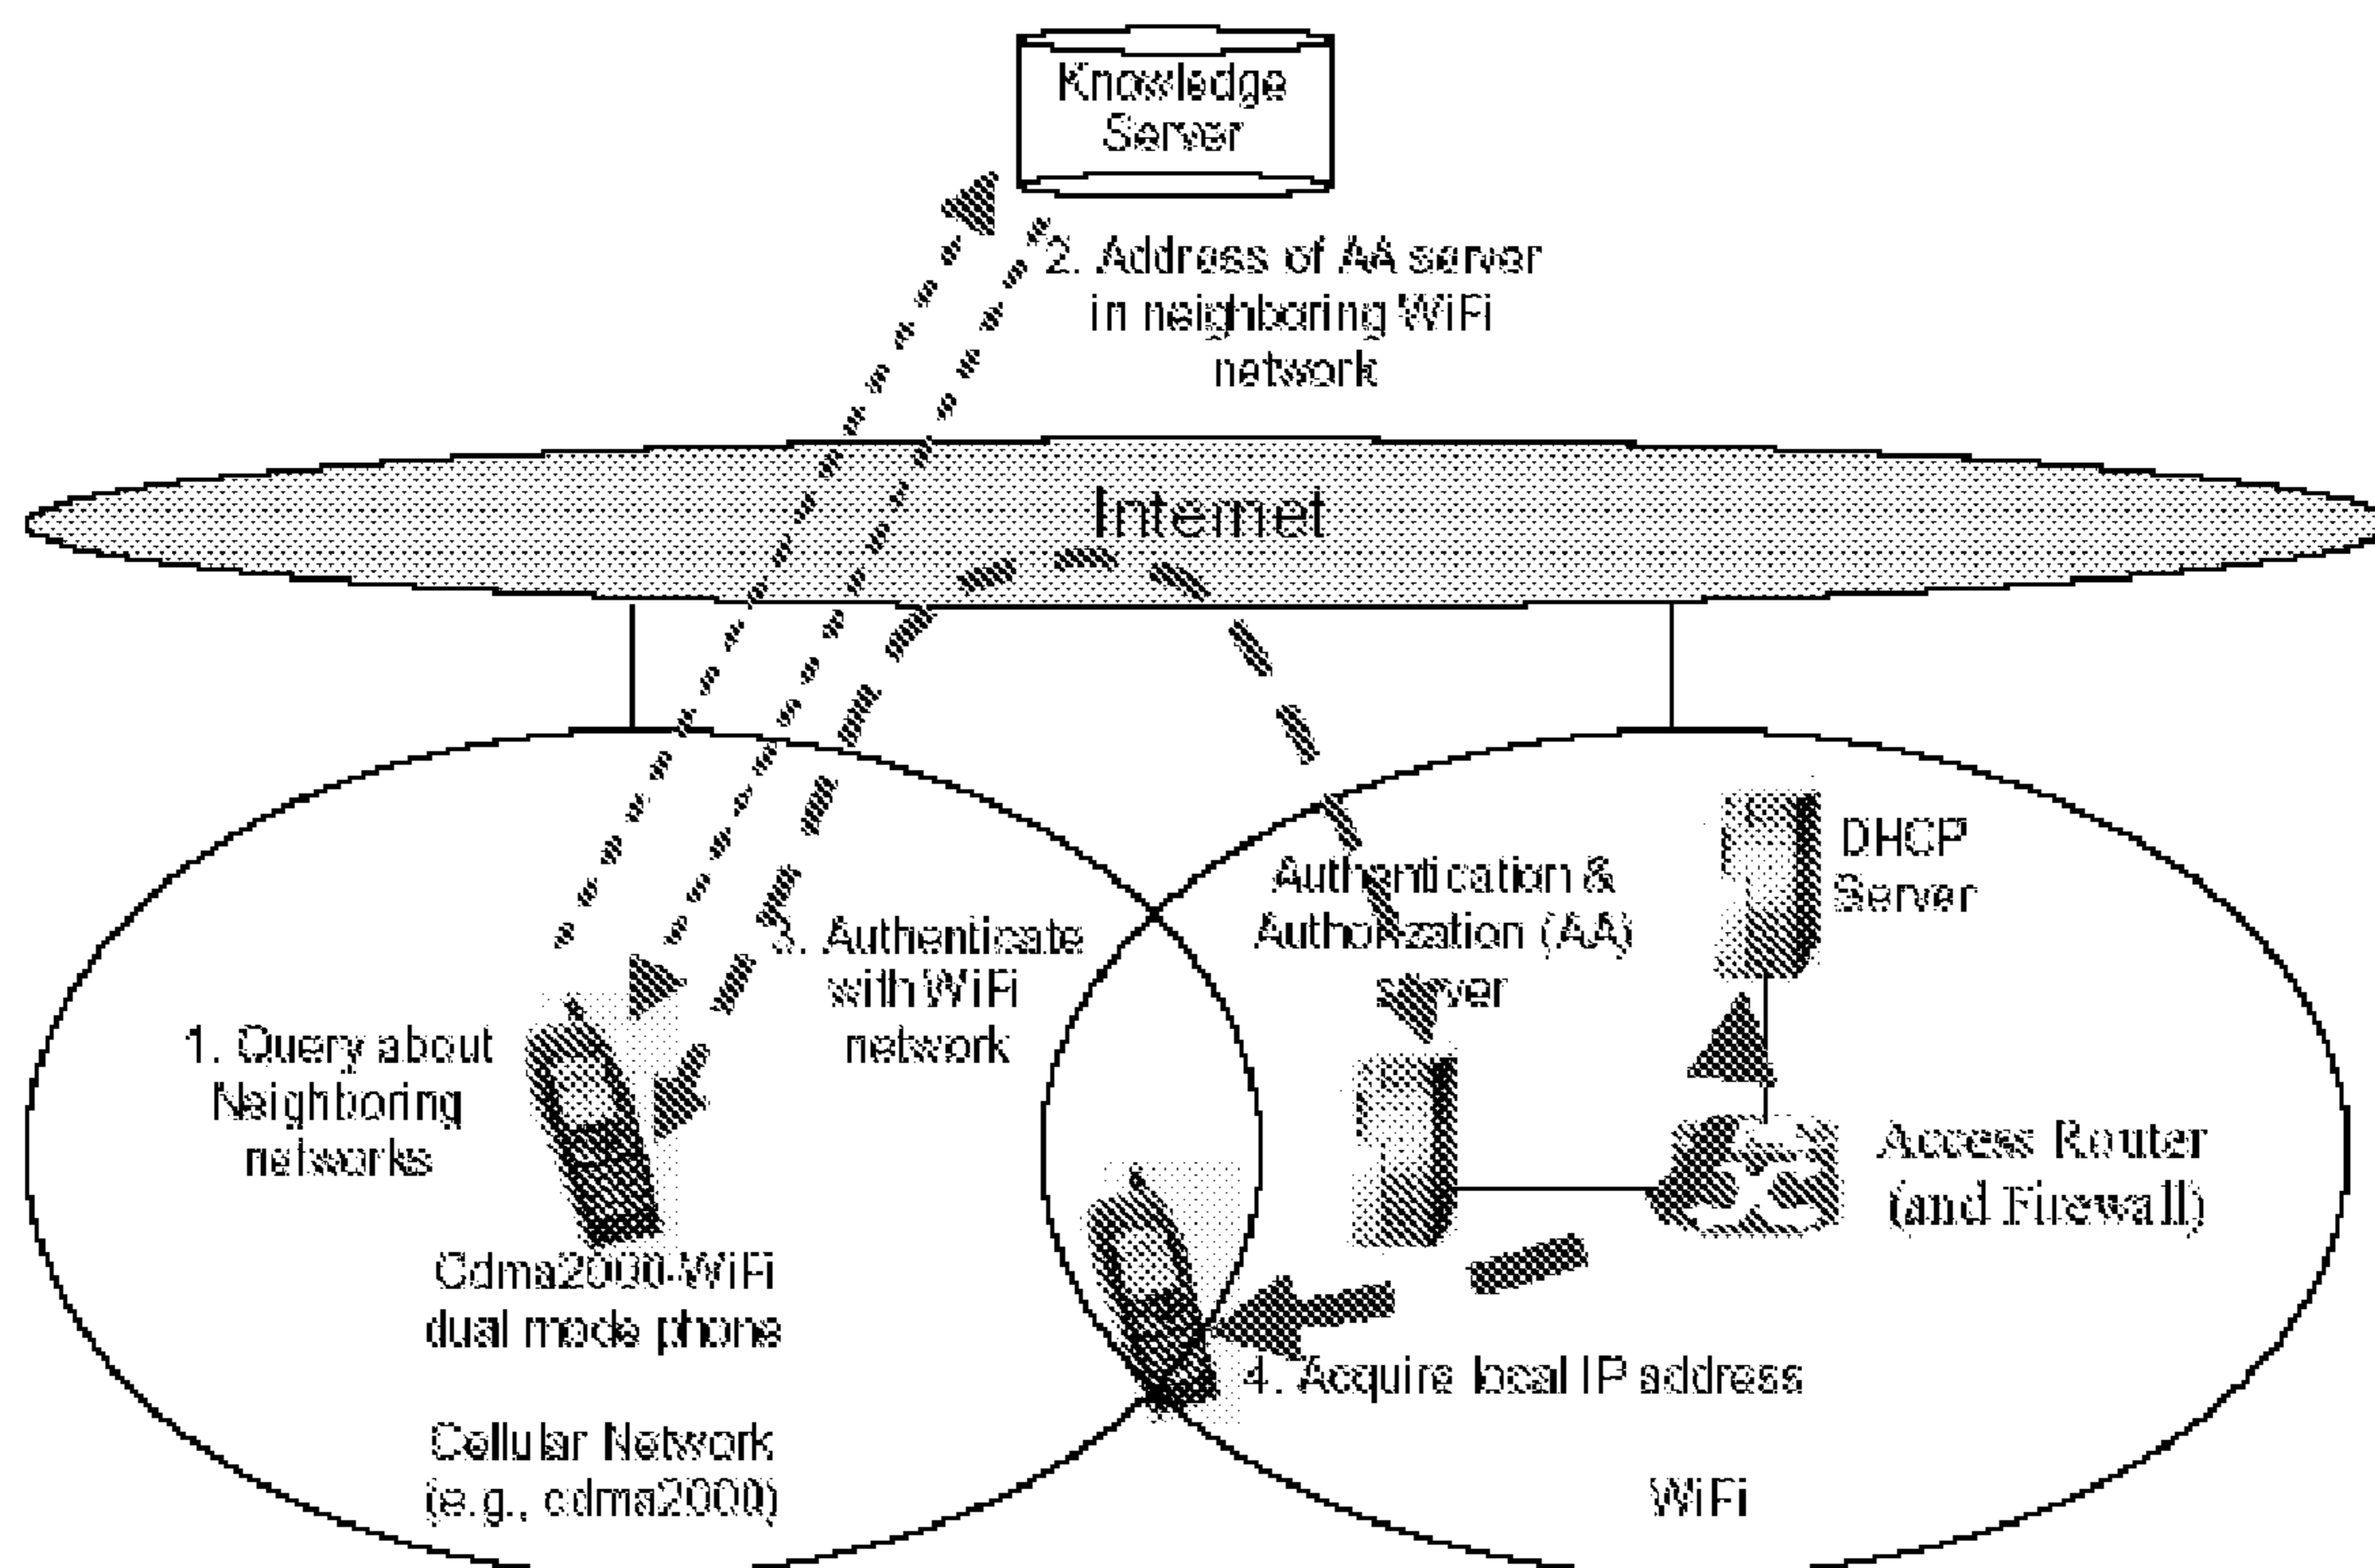 Knowledge
Server
2. Address of AA server
in neighboring WiFi
network
Internet
DHCP
Server
Authentication &
Authorization (AA)
server
3. Authenticate
with WiFi
network
1. Query about
Neighboring
networks
Access Router
(and Firewall)
Cdma2000-WiFi
dual mode phone
4. Acquire local IP address
Cellular Network
(e.g., cdma2000)
WiFi